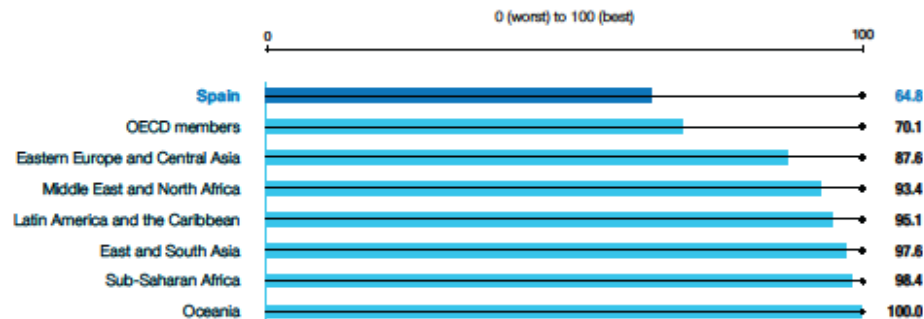 0 (worst) to 100 (best)
0 100
Spain 64.8
OECD members 70.1
Eastern Europe and Central Asia 87.6
Middle East and North Africa 93.4
Latin America and the Caribbean 95.1
East and South Asia 97.6
Sub-Saharan Africa 98.4
Oceania 100.0